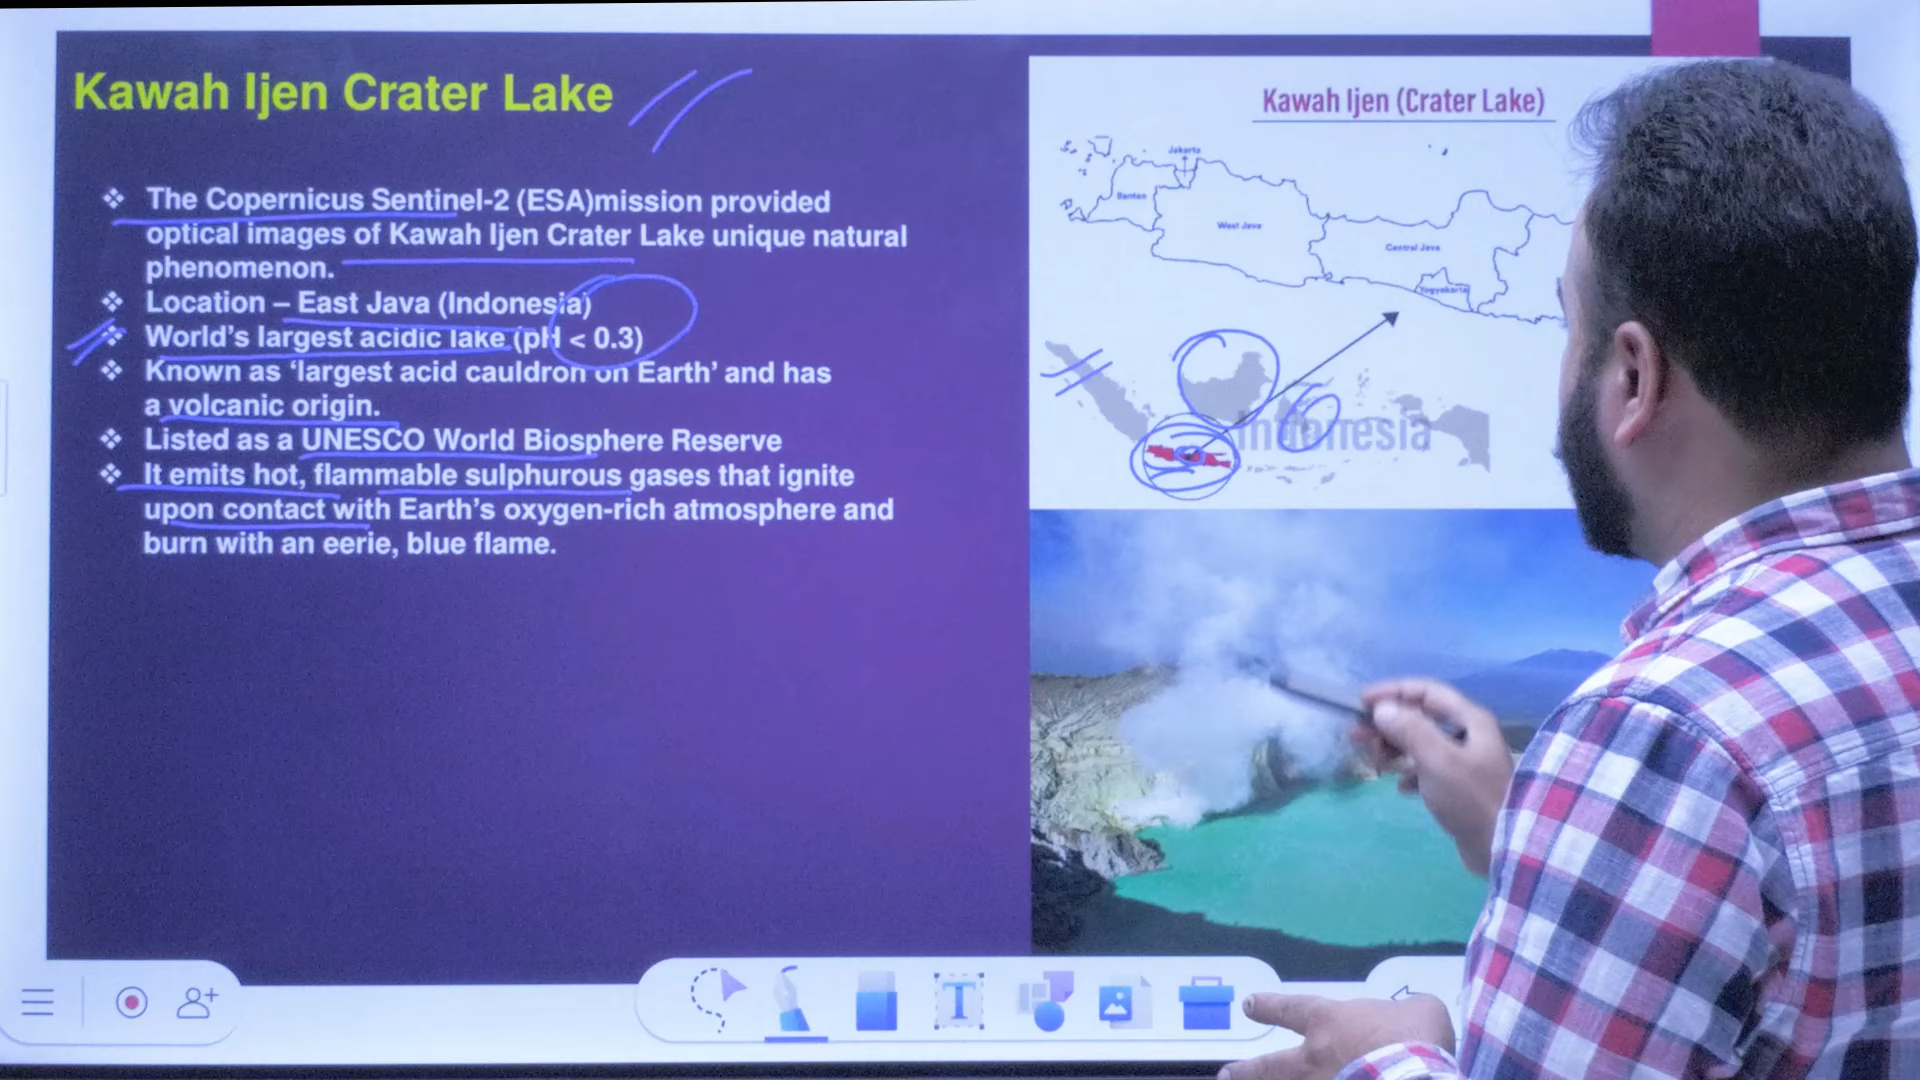 Kawah Ijen Crater Lake
❖ The Copernicus Sentinel-2 (ESA)mission provided
optical images of Kawah Ijen Crater Lake unique natural
phenomenon.
❖ Location – East Java (Indonesia)
❖ World's largest acidic lake (pH < 0.3)
❖ Known as 'largest acid cauldron on Earth' and has
a volcanic origin.
❖ Listed as a UNESCO World Biosphere Reserve
❖ It emits hot, flammable sulphurous gases that ignite
upon contact with Earth's oxygen-rich atmosphere and
burn with an eerie, blue flame.
Kawah Ijen (Crater Lake)
Jakarta
Banten
West Java
Central Java
Yogyakarta
Indonesia
T